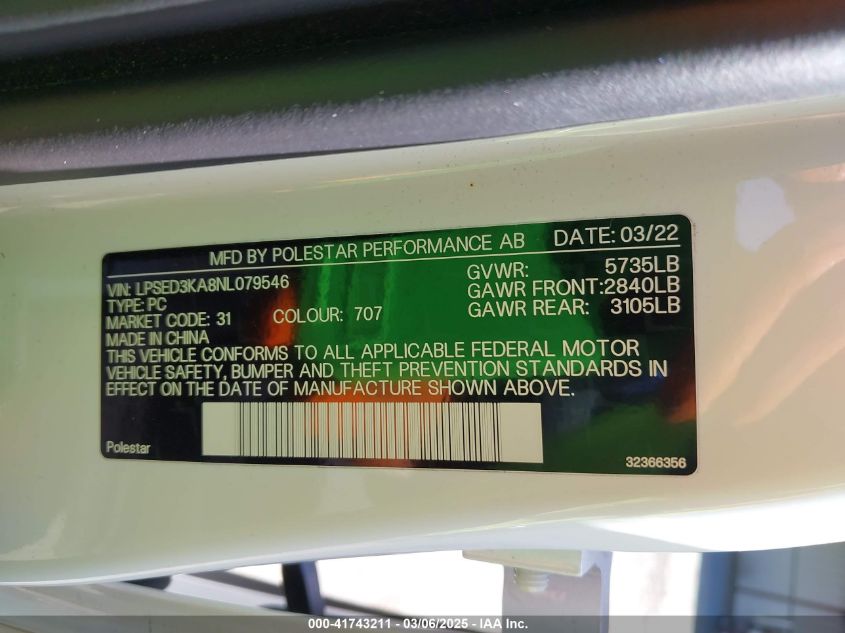 MFD BY POLESTAR PERFORMANCE AB DATE: 03/22
VIN: LPSED3KA8NL079546 GVWR: 5735LB
TYPE: PC GAWR FRONT: 2840LB
MARKET CODE: 31 COLOUR: 707 GAWR REAR: 3105LB
MADE IN CHINA
THIS VEHICLE CONFORMS TO ALL APPLICABLE FEDERAL MOTOR
VEHICLE SAFETY, BUMPER AND THEFT PREVENTION STANDARDS IN
EFFECT ON THE DATE OF MANUFACTURE SHOWN ABOVE.
Polestar 32366356
000-41743211 - 03/06/2025 - IAA Inc.